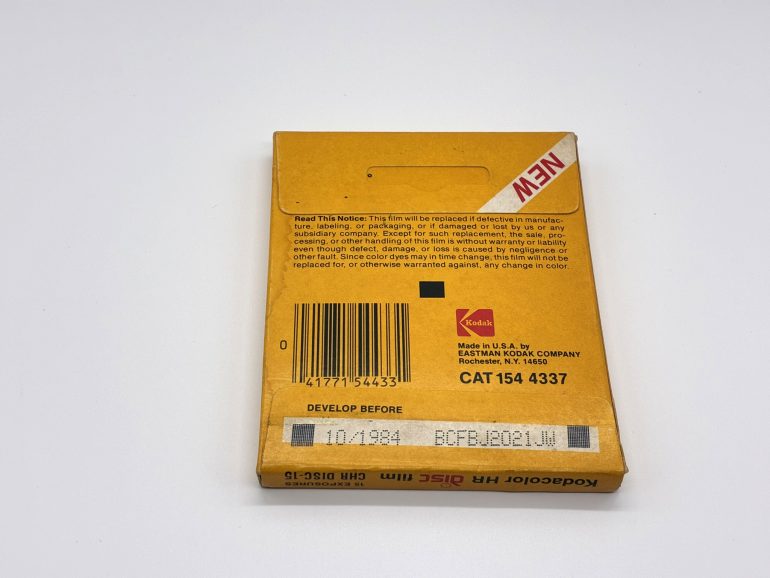 NEW
Read This Notice: This film will be replaced if defective in manufac-
ture, labeling, or packaging, or if damaged or lost by us or any
subsidiary company. Except for such replacement, the sale, pro-
cessing, or other handling of this film is without warranty or liability
even though defect, damage, or loss is caused by negligence or
other fault. Since color dyes may in time change, this film will not be
replaced for, or otherwise warranted against, any change in color.
Kodak
Made in U.S.A. by
EASTMAN KODAK COMPANY
Rochester, N.Y. 14650
CAT 154 4337
0
41771 54433
DEVELOP BEFORE
10/1984 BCFBJ2021JW
Kodacolor HR disc film
15 EXPOSURES
CHR DISC-15